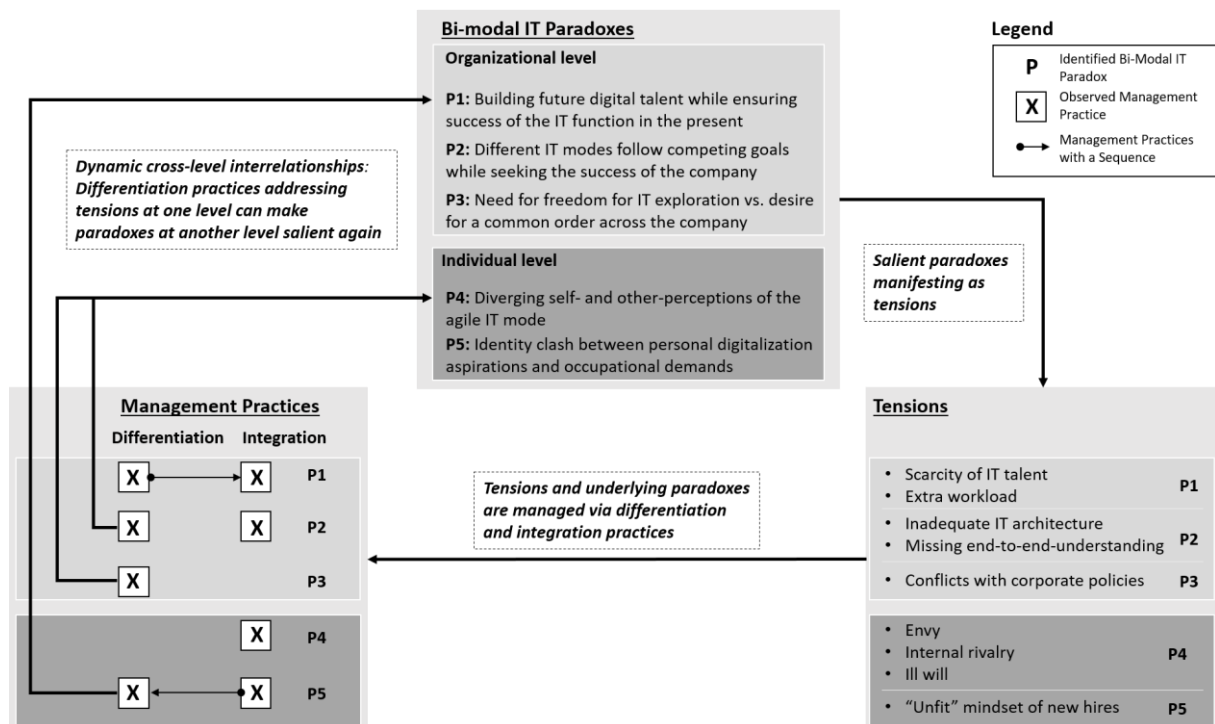 Bi-modal IT Paradoxes
Organizational level
P1: Building future digital talent while ensuring
success of the IT function in the present
P2: Different IT modes follow competing goals
while seeking the success of the company
P3: Need for freedom for IT exploration vs. desire
for a common order across the company
Individual level
P4: Diverging self- and other-perceptions of the
agile IT mode
P5: Identity clash between personal digitalization
aspirations and occupational demands
Legend
P Identified Bi-Modal IT
Paradox
X Observed Management
Practice
Management Practices
with a Sequence
Dynamic cross-level interrelationships:
Differentiation practices addressing
tensions at one level can make
paradoxes at another level salient again
Salient paradoxes
manifesting as
tensions
Management Practices
Differentiation Integration
X X P1
X X P2
X P3
X P4
X X P5
Tensions and underlying paradoxes
are managed via differentiation
and integration practices
Tensions
• Scarcity of IT talent
• Extra workload
P1
• Inadequate IT architecture
• Missing end-to-end-understanding
P2
• Conflicts with corporate policies P3
• Envy
• Internal rivalry
• Ill will
P4
• “Unfit” mindset of new hires P5